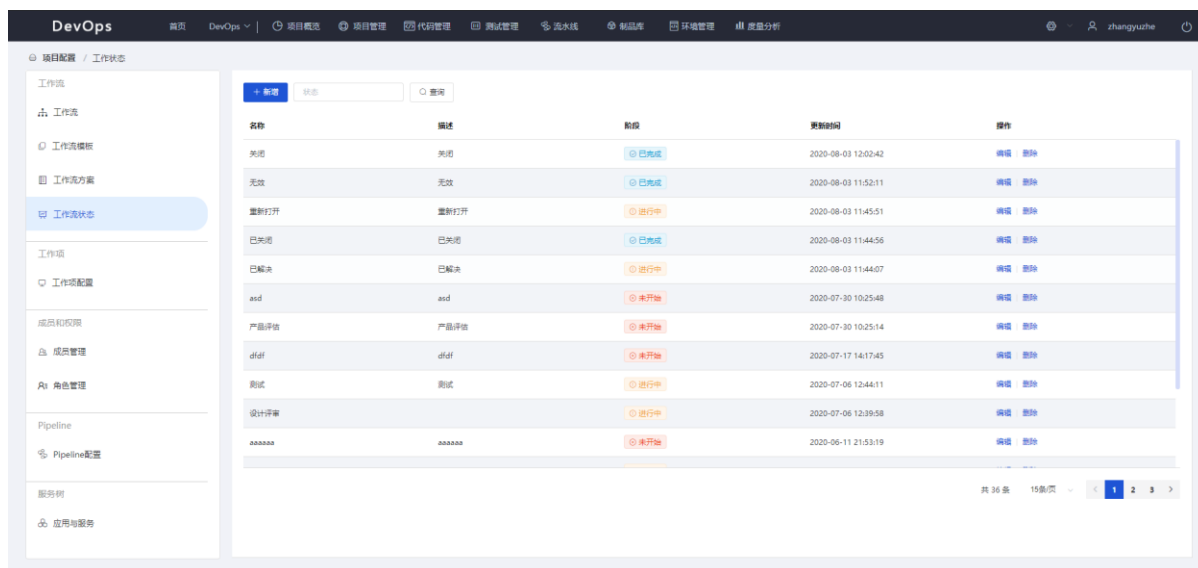 DevOps 首页 DevOps 项目概览 项目管理 代码管理 测试管理 流水线 制品库 环境管理 度量分析 zhangyuzhe
项目配置 / 工作状态
工作流
工作流
工作流模板
工作流方案
工作流状态
工作项
工作项配置
成员和权限
成员管理
角色管理
Pipeline
Pipeline配置
服务树
应用与服务
+ 新增 状态 查询
名称 描述 阶段 更新时间 操作
关闭 关闭 已完成 2020-08-03 12:02:42 编辑 删除
无效 无效 已完成 2020-08-03 11:52:11 编辑 删除
重新打开 重新打开 进行中 2020-08-03 11:45:51 编辑 删除
已关闭 已关闭 已完成 2020-08-03 11:44:56 编辑 删除
已解决 已解决 进行中 2020-08-03 11:44:07 编辑 删除
asd asd 未开始 2020-07-30 10:25:48 编辑 删除
产品评估 产品评估 未开始 2020-07-30 10:25:14 编辑 删除
dfdf dfdf 未开始 2020-07-17 14:17:45 编辑 删除
测试 测试 进行中 2020-07-06 12:44:11 编辑 删除
设计评审 进行中 2020-07-06 12:39:58 编辑 删除
aaaaaa aaaaaa 未开始 2020-06-11 21:53:19 编辑 删除
共 36 条 15条/页 < 1 2 3 >